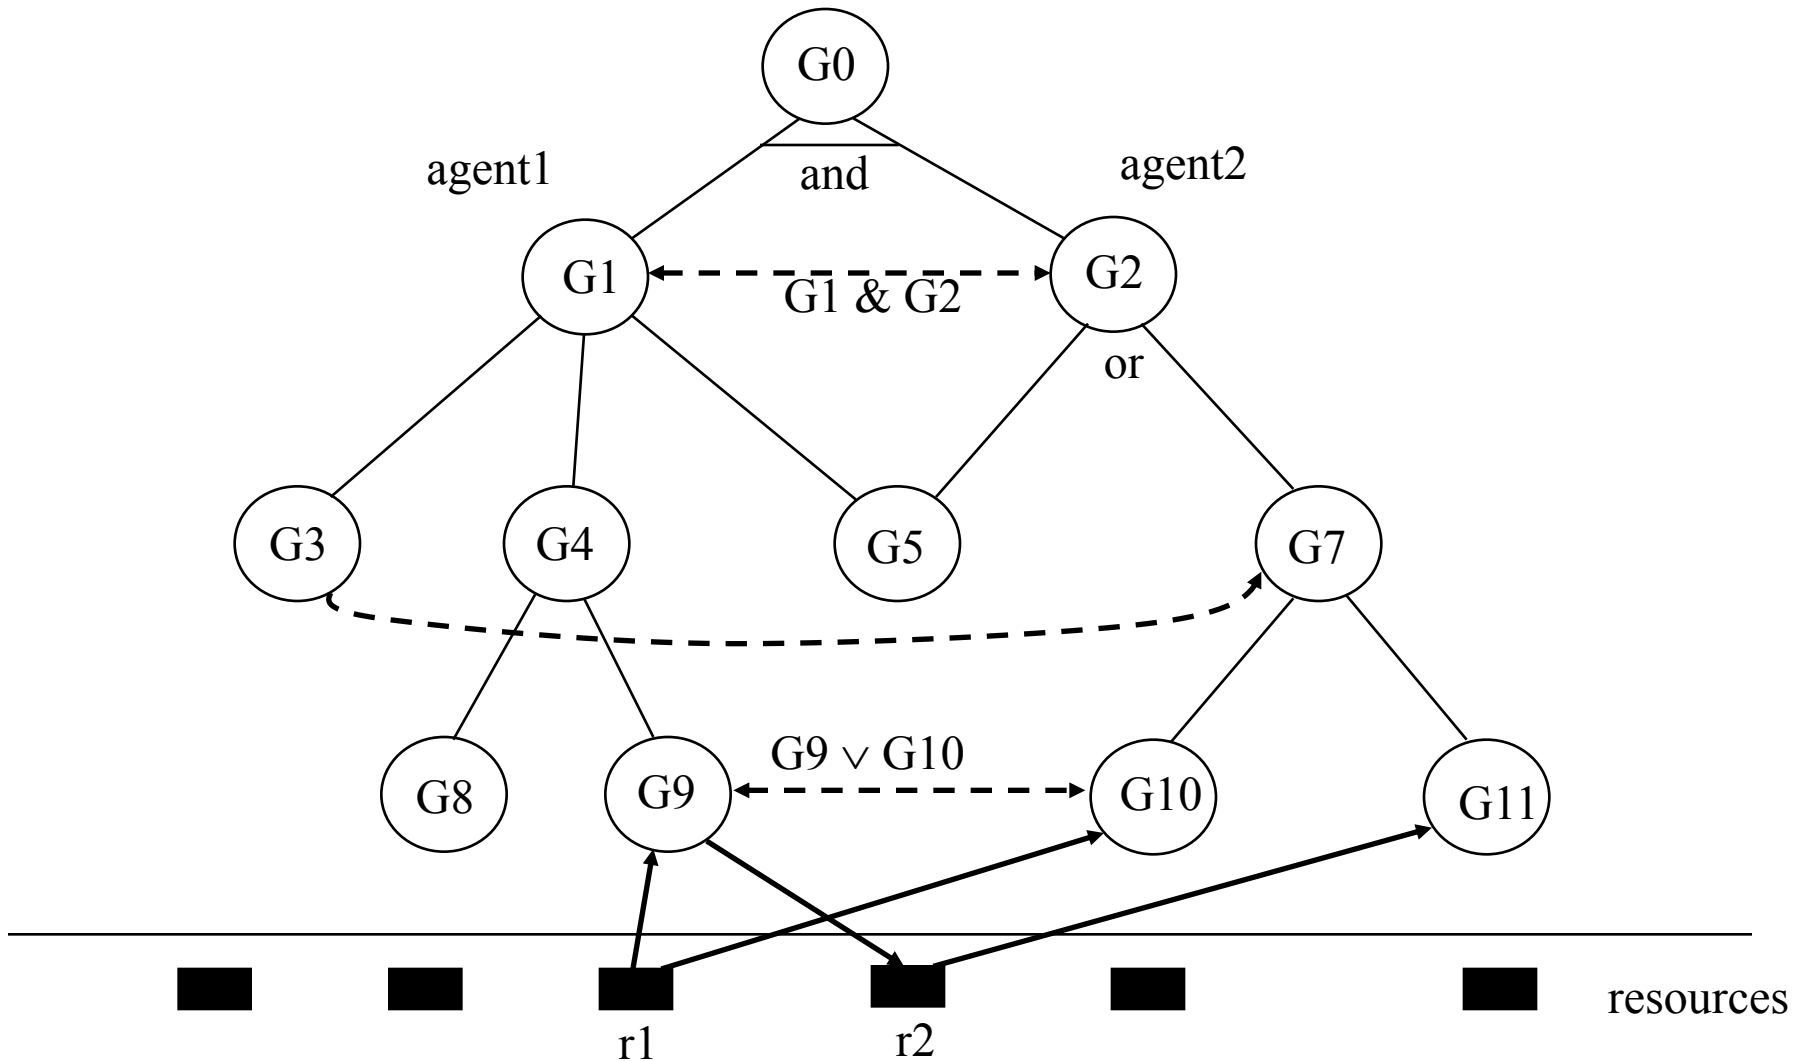 G0
agent1
and
agent2
G1
G2
G1 & G2
or
G3
G4
G5
G7
G9 ∨ G10
G8
G9
G10
G11
resources
r1
r2